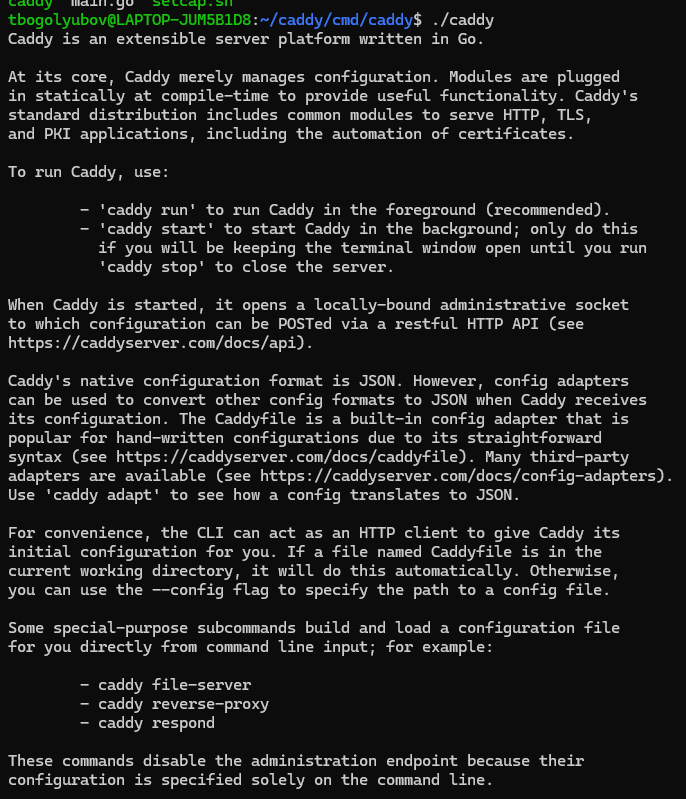 caddy  main.go  setcap.sh
tbogolyubov@LAPTOP-JUM5B1D8:~/caddy/cmd/caddy$ ./caddy
Caddy is an extensible server platform written in Go.

At its core, Caddy merely manages configuration. Modules are plugged
in statically at compile-time to provide useful functionality. Caddy's
standard distribution includes common modules to serve HTTP, TLS,
and PKI applications, including the automation of certificates.

To run Caddy, use:

        - 'caddy run' to run Caddy in the foreground (recommended).
        - 'caddy start' to start Caddy in the background; only do this
          if you will be keeping the terminal window open until you run
          'caddy stop' to close the server.

When Caddy is started, it opens a locally-bound administrative socket
to which configuration can be POSTed via a restful HTTP API (see
https://caddyserver.com/docs/api).

Caddy's native configuration format is JSON. However, config adapters
can be used to convert other config formats to JSON when Caddy receives
its configuration. The Caddyfile is a built-in config adapter that is
popular for hand-written configurations due to its straightforward
syntax (see https://caddyserver.com/docs/caddyfile). Many third-party
adapters are available (see https://caddyserver.com/docs/config-adapters).
Use 'caddy adapt' to see how a config translates to JSON.

For convenience, the CLI can act as an HTTP client to give Caddy its
initial configuration for you. If a file named Caddyfile is in the
current working directory, it will do this automatically. Otherwise,
you can use the --config flag to specify the path to a config file.

Some special-purpose subcommands build and load a configuration file
for you directly from command line input; for example:

        - caddy file-server
        - caddy reverse-proxy
        - caddy respond

These commands disable the administration endpoint because their
configuration is specified solely on the command line.